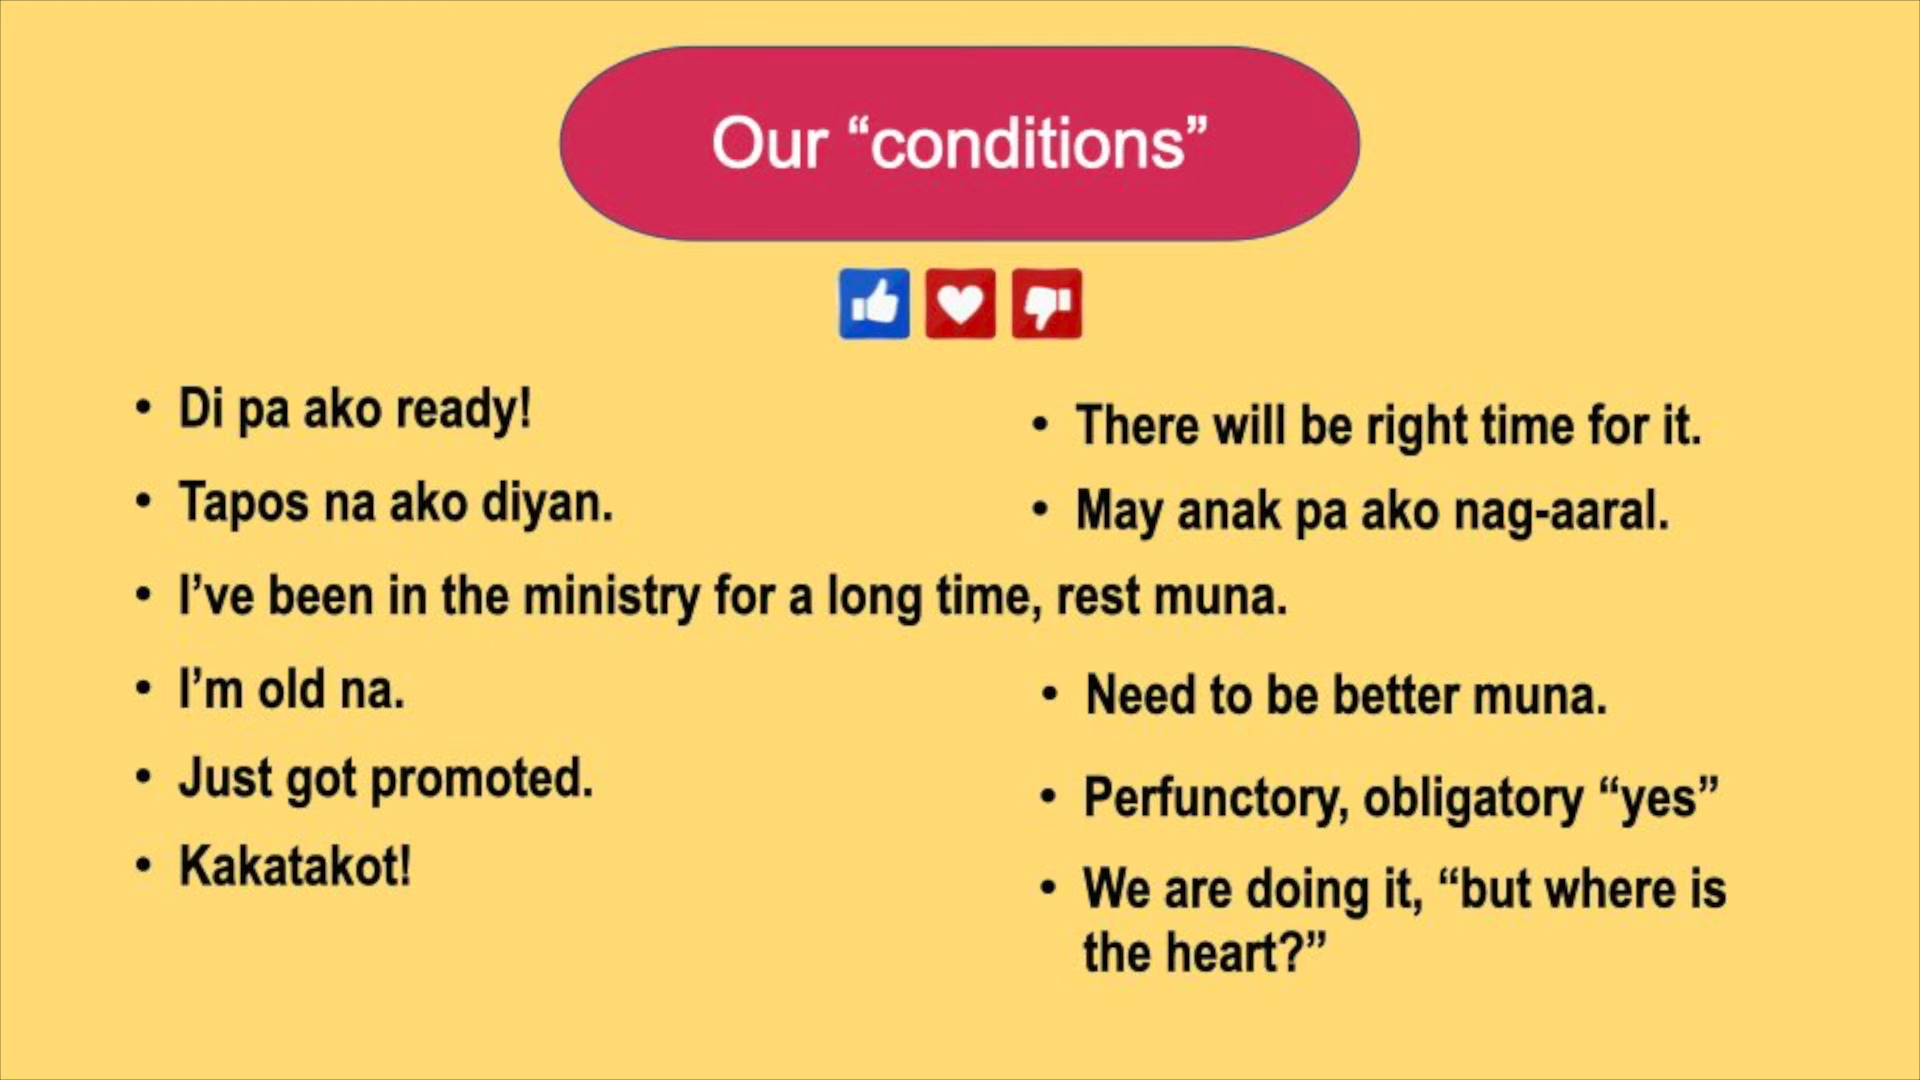 Our “conditions”
• Di pa ako ready!
• Tapos na ako diyan.
• I’ve been in the ministry for a long time, rest muna.
• I’m old na.
• Just got promoted.
• Kakatakot!
• There will be right time for it.
• May anak pa ako nag-aaral.
• Need to be better muna.
• Perfunctory, obligatory “yes”
• We are doing it, “but where is
the heart?”